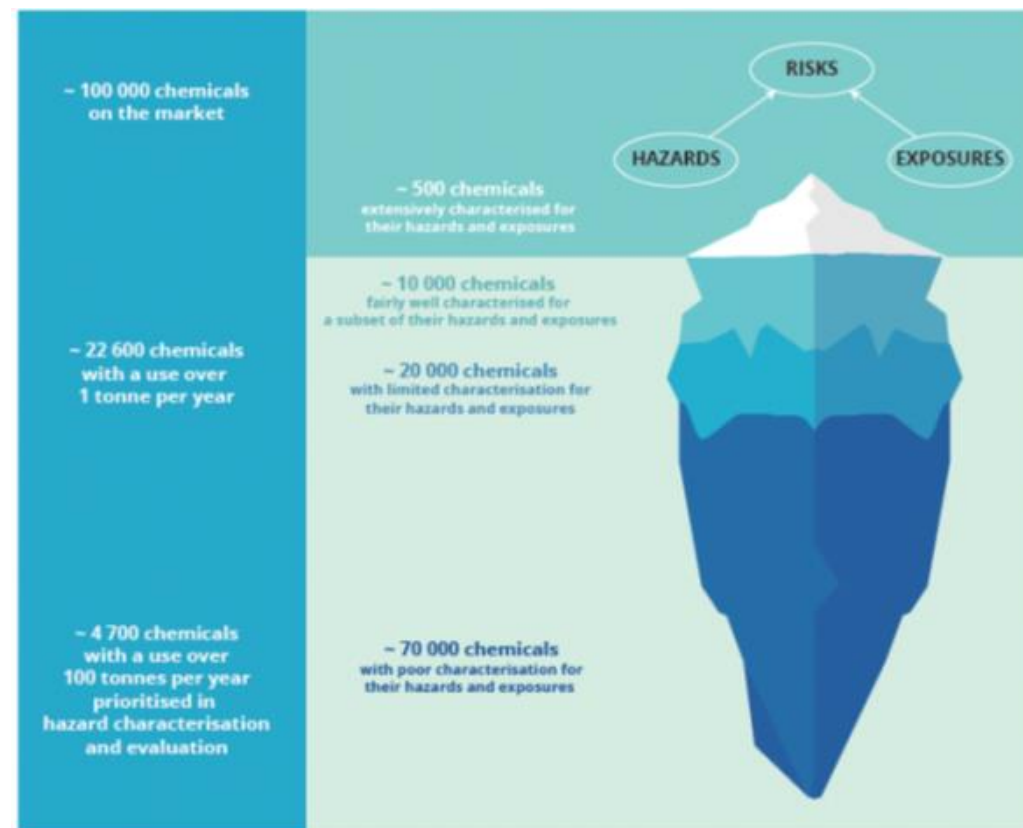 ~ 100 000 chemicals
on the market
~ 22 600 chemicals
with a use over
1 tonne per year
~ 4 700 chemicals
with a use over
100 tonnes per year
prioritised in
hazard characterisation
and evaluation
RISKS
HAZARDS
EXPOSURES
~ 500 chemicals
extensively characterised for
their hazards and exposures
~ 10 000 chemicals
fairly well characterised for
a subset of their hazards and exposures
~ 20 000 chemicals
with limited characterisation for
their hazards and exposures
~ 70 000 chemicals
with poor characterisation for
their hazards and exposures